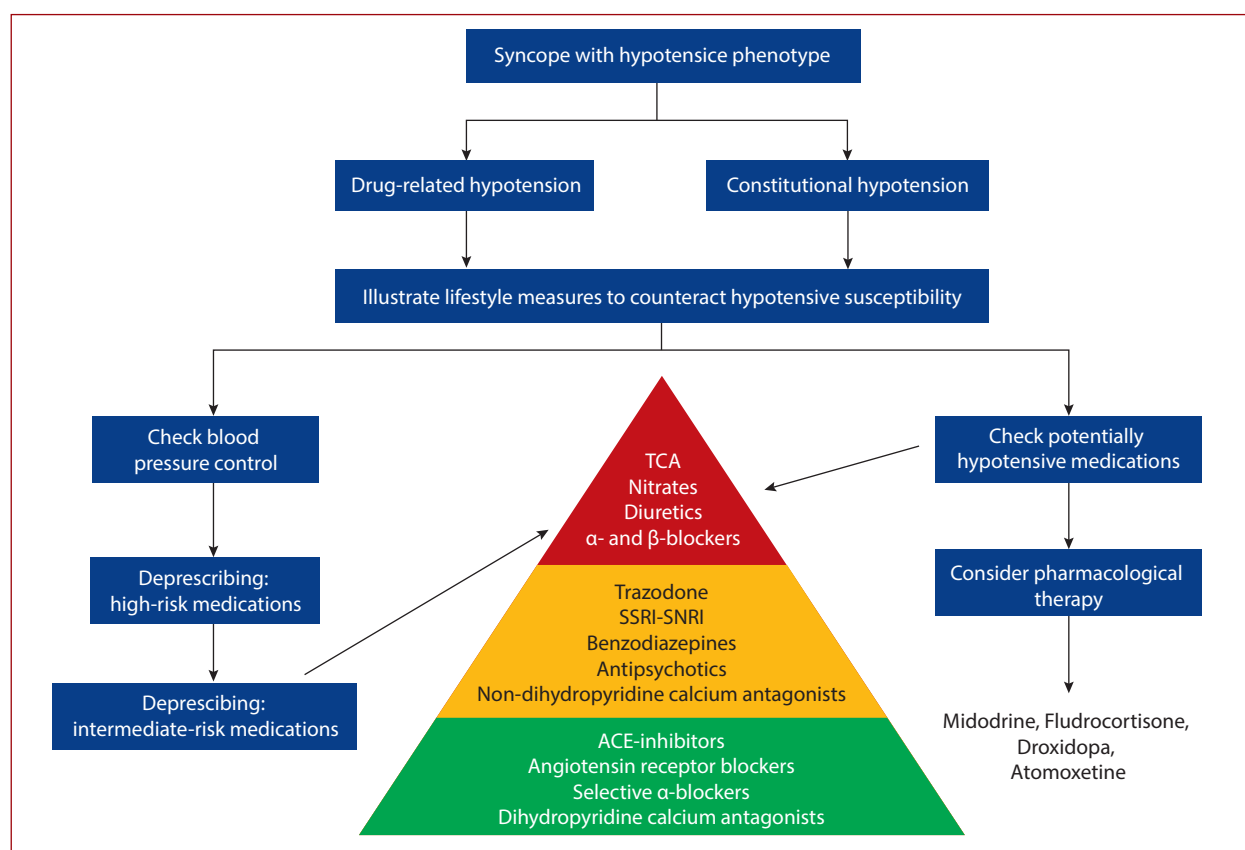 Syncope with hypotensice phenotype
Drug-related hypotension
Constitutional hypotension
Illustrate lifestyle measures to counteract hypotensive susceptibility
Check blood
pressure control
Deprescribing:
high-risk medications
Deprescibing:
intermediate-risk medications
TCA
Nitrates
Diuretics
α- and β-blockers
Trazodone
SSRI-SNRI
Benzodiazepines
Antipsychotics
Non-dihydropyridine calcium antagonists
ACE-inhibitors
Angiotensin receptor blockers
Selective α-blockers
Dihydropyridine calcium antagonists
Check potentially
hypotensive medications
Consider pharmacological
therapy
Midodrine, Fludrocortisone,
Droxidopa,
Atomoxetine